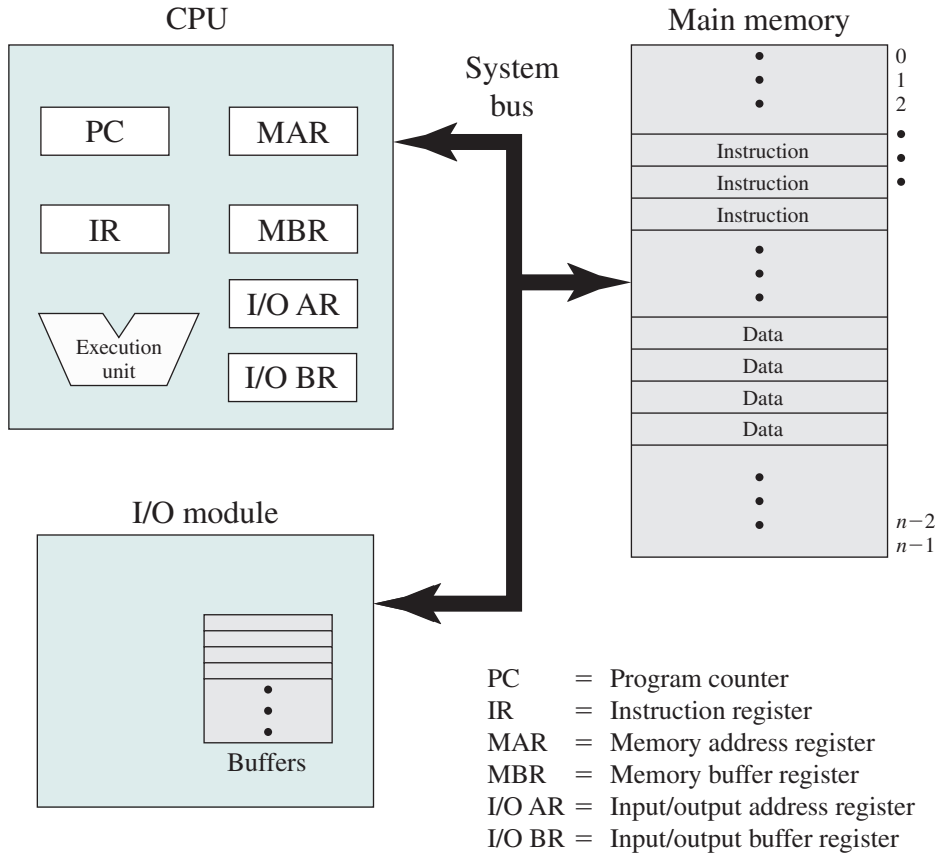 CPU
Main memory
System
bus
0
1
2
PC
MAR
Instruction
Instruction
Instruction
IR
MBR
I/O AR
Execution
unit
I/O BR
Data
Data
Data
Data
I/O module
n−2
n−1
Buffers
PC = Program counter
IR = Instruction register
MAR = Memory address register
MBR = Memory buffer register
I/O AR = Input/output address register
I/O BR = Input/output buffer register